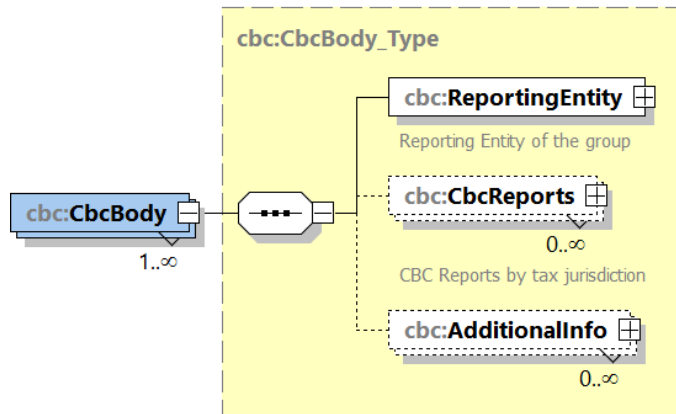 cbc:CbcBody_Type
cbc:ReportingEntity
Reporting Entity of the group
cbc:CbcReports
0..∞
CBC Reports by tax jurisdiction
cbc:CbcBody
1..∞
cbc:AdditionalInfo
0..∞